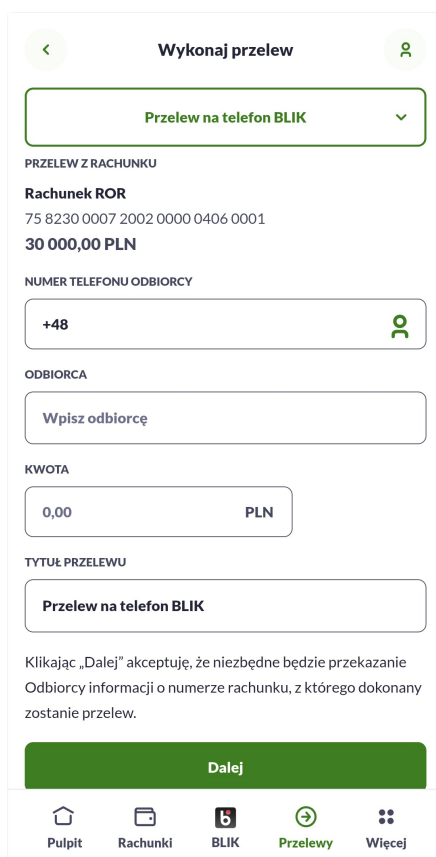 Wykonaj przelew
Przelew na telefon BLIK
PRZELEW Z RACHUNKU
Rachunek ROR
75 8230 0007 2002 0000 0406 0001
30 000,00 PLN
NUMER TELEFONU ODBIORCY
+48
ODBIORCA
Wpisz odbiorcę
KWOTA
0,00 PLN
TYTUŁ PRZELEWU
Przelew na telefon BLIK
Klikając „Dalej” akceptuję, że niezbędne będzie przekazanie
Odbiorcy informacji o numerze rachunku, z którego dokonany
zostanie przelew.
Dalej
Pulpit Rachunki BLIK Przelewy Więcej